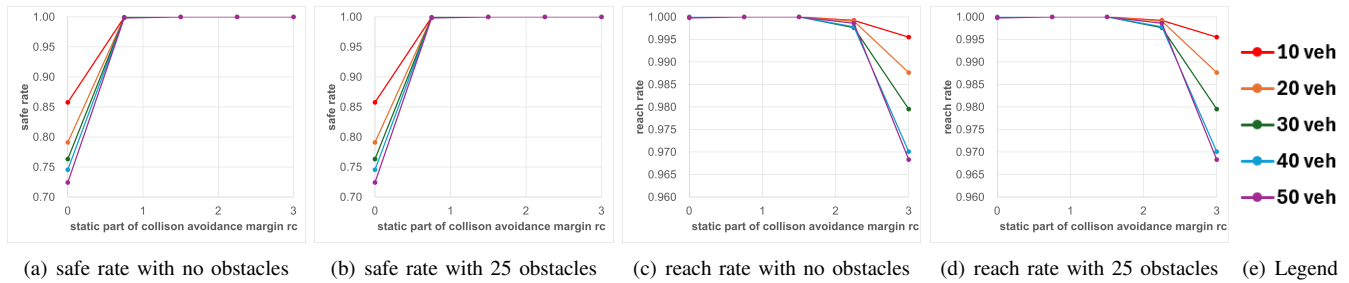 1.00
0.95
0.90
0.85
0.80
0.75
0.70
safe rate
0 1 2 3
static part of collison avoidance margin rc
(a) safe rate with no obstacles
1.00
0.95
0.90
0.85
0.80
0.75
0.70
safe rate
0 1 2 3
static part of collison avoidance margin rc
(b) safe rate with 25 obstacles
1.000
0.995
0.990
0.985
0.980
0.975
0.970
0.965
0.960
reach rate
0 1 2 3
static part of collison avoidance margin rc
(c) reach rate with no obstacles
1.000
0.995
0.990
0.985
0.980
0.975
0.970
0.965
0.960
reach rate
0 1 2 3
static part of collison avoidance margin rc
(d) reach rate with 25 obstacles
10 veh
20 veh
30 veh
40 veh
50 veh
(e) Legend